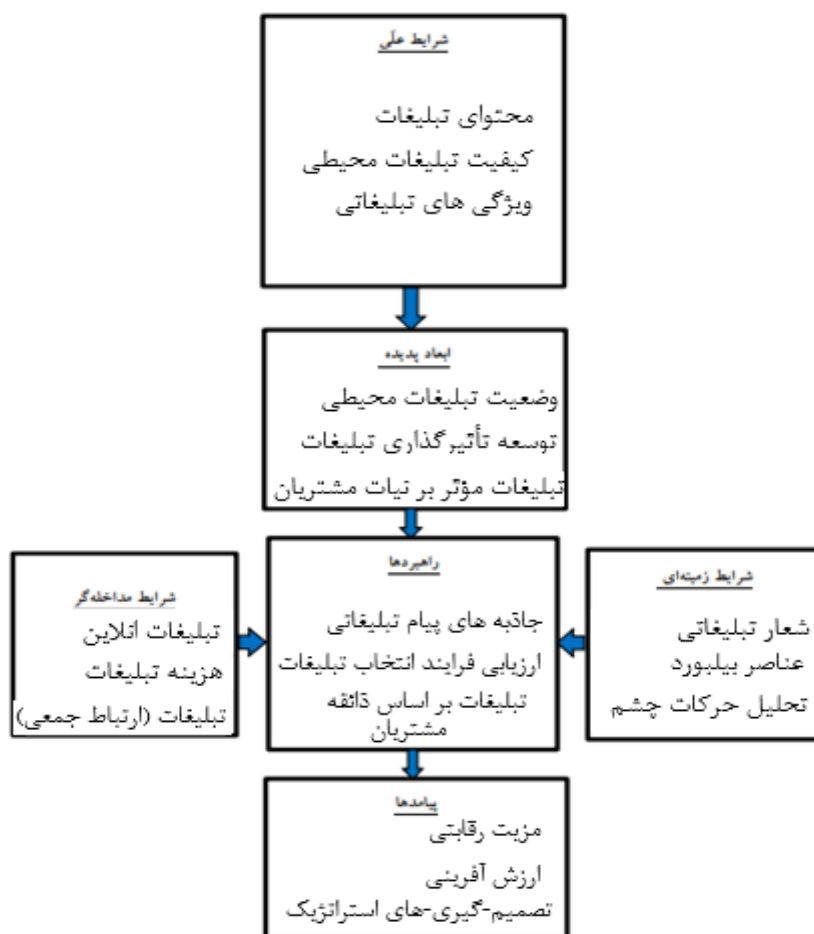 شرایط علّی
محتوای تبلیغات
کیفیت تبلیغات محیطی
ویژگی های تبلیغاتی
ابعاد پدیده
وضعیت تبلیغات محیطی
توسعه تأثیرگذاری تبلیغات
تبلیغات مؤثر بر نیات مشتریان
شرایط زمینه‌ای
شعار تبلیغاتی
عناصر بیلبورد
تحلیل حرکات چشم
راهبردها
جاذبه های پیام تبلیغاتی
ارزیابی فرایند انتخاب تبلیغات
تبلیغات بر اساس ذائقه
مشتریان
شرایط مداخله‌گر
تبلیغات آنلاین
هزینه تبلیغات
تبلیغات (ارتباط جمعی)
پیامدها
مزیت رقابتی
ارزش آفرینی
تصمیم-گیری-های استراتژیک